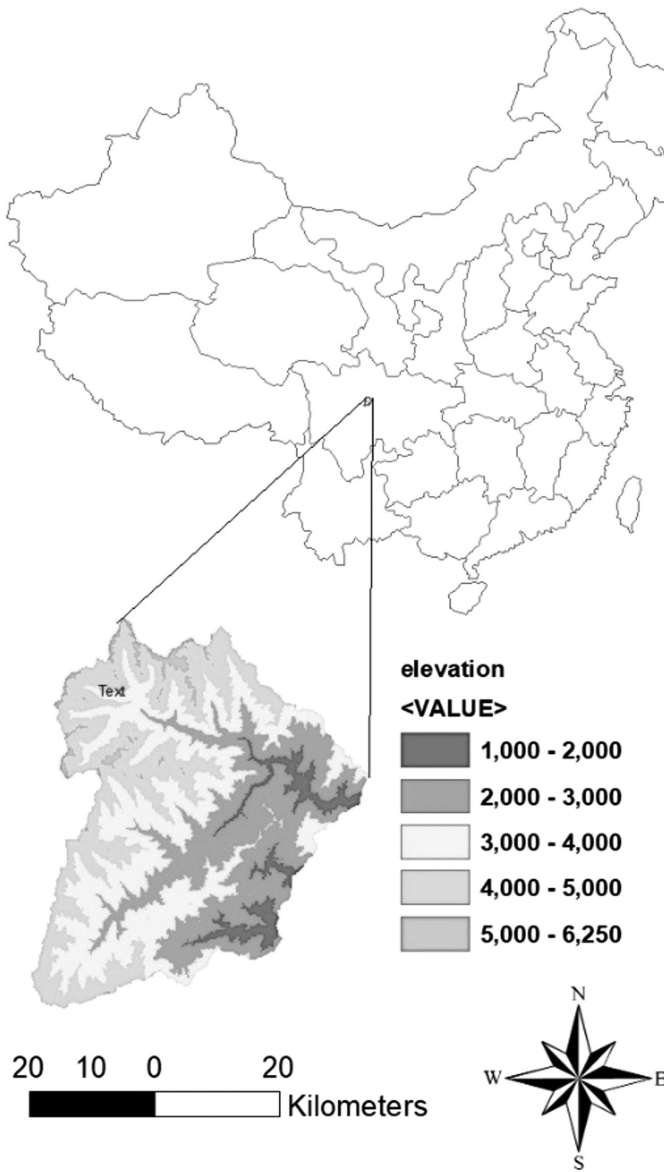 elevation
<VALUE>
1,000 - 2,000
2,000 - 3,000
Text
3,000 - 4,000
4,000 - 5,000
5,000 - 6,250
20 10 0 20
Kilometers
N
W E
S